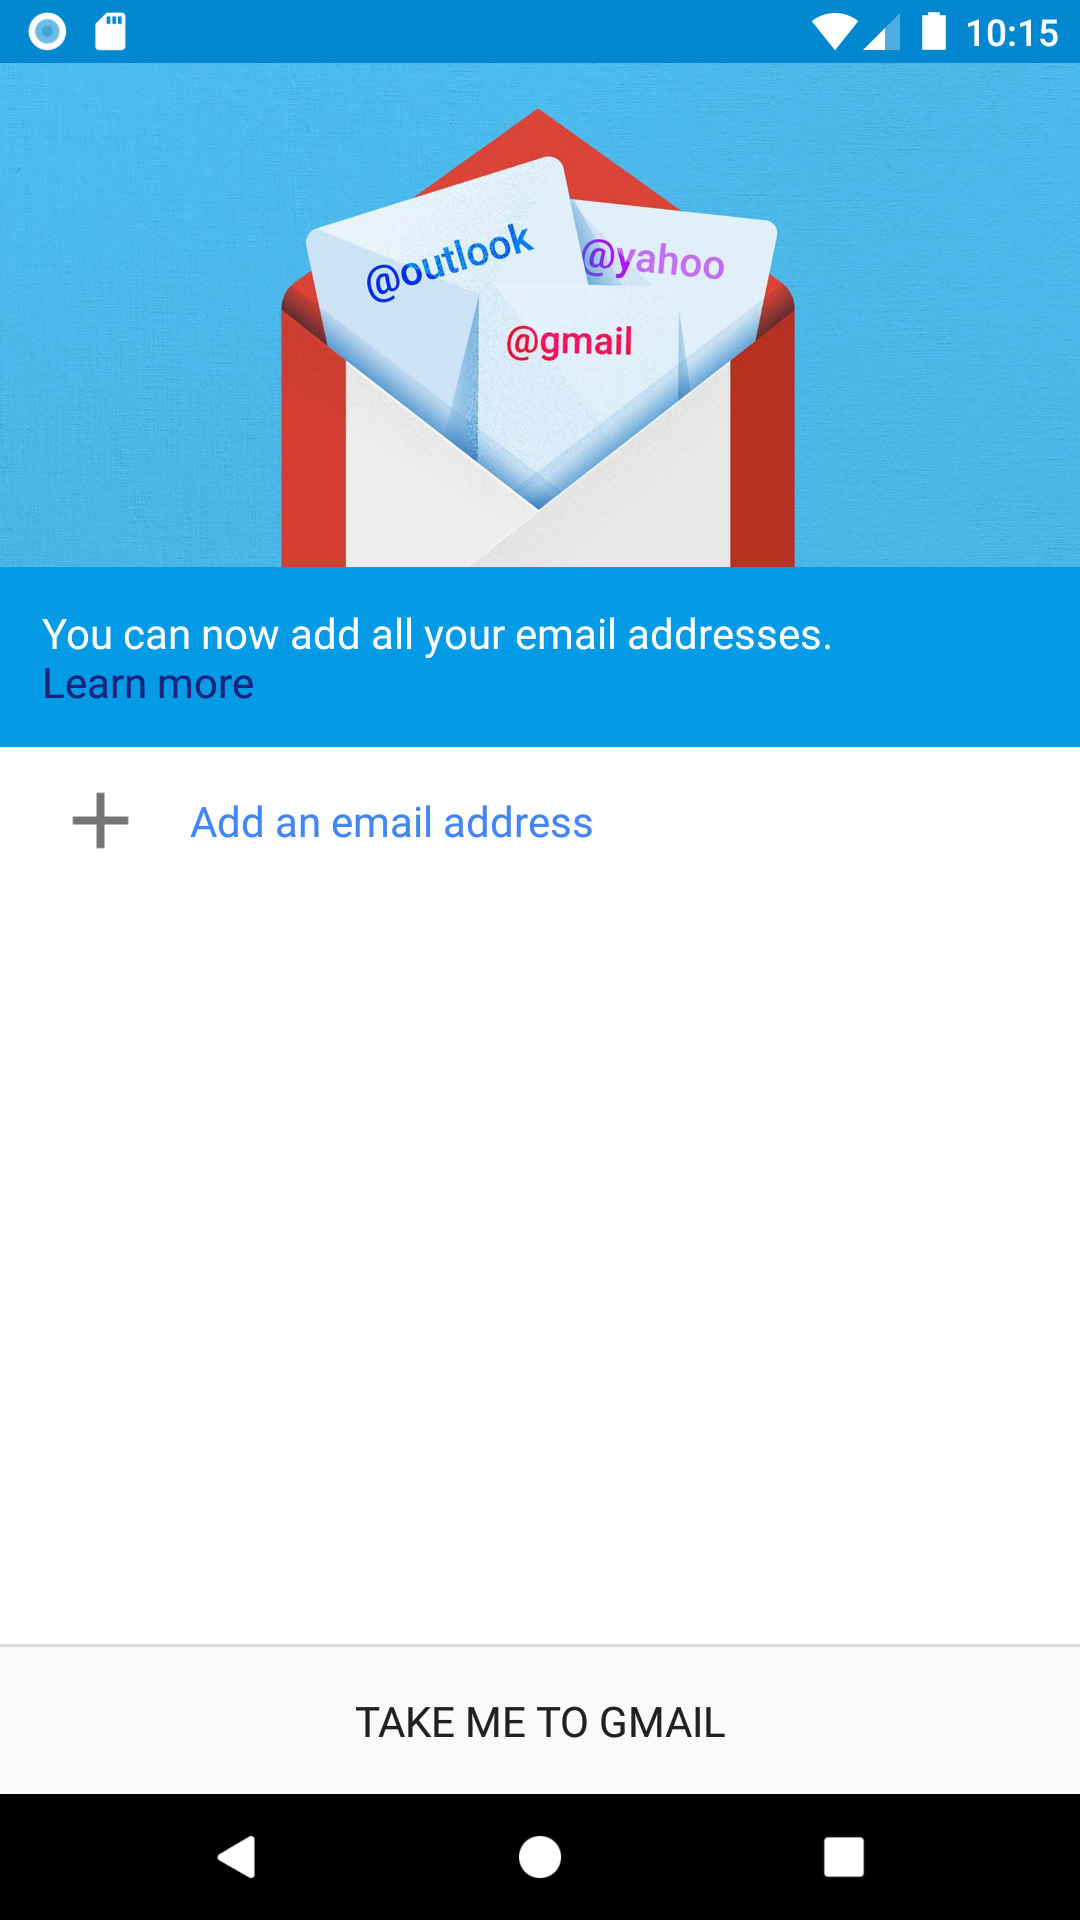 10:15
@outlook
@yahoo
@gmail
You can now add all your email addresses.
Learn more
Add an email address
TAKE ME TO GMAIL